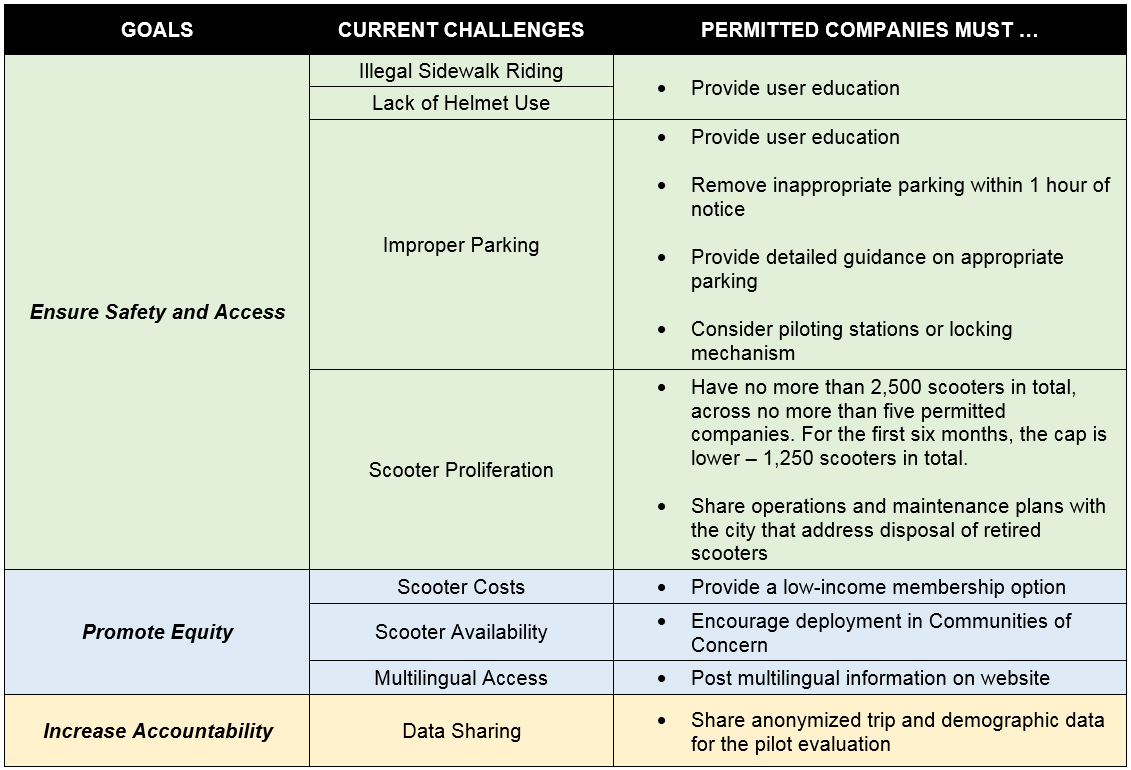 GOALS
CURRENT CHALLENGES
PERMITTED COMPANIES MUST …
Ensure Safety and Access
Illegal Sidewalk Riding
Lack of Helmet Use
• Provide user education
Improper Parking
• Provide user education
• Remove inappropriate parking within 1 hour of
notice
• Provide detailed guidance on appropriate
parking
• Consider piloting stations or locking
mechanism
Scooter Proliferation
• Have no more than 2,500 scooters in total,
across no more than five permitted
companies. For the first six months, the cap is
lower – 1,250 scooters in total.
• Share operations and maintenance plans with
the city that address disposal of retired
scooters
Promote Equity
Scooter Costs
• Provide a low-income membership option
Scooter Availability
• Encourage deployment in Communities of
Concern
Multilingual Access
• Post multilingual information on website
Increase Accountability
Data Sharing
• Share anonymized trip and demographic data
for the pilot evaluation